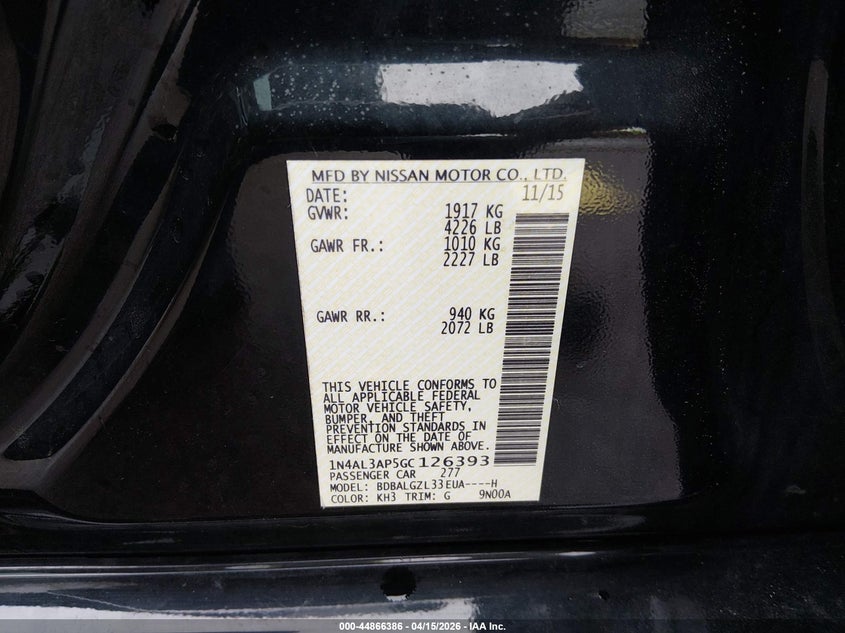 MFD BY NISSAN MOTOR CO., LTD.
DATE: 11/15
GVWR: 1917 KG
4226 LB
GAWR FR.: 1010 KG
2227 LB
GAWR RR.: 940 KG
2072 LB
THIS VEHICLE CONFORMS TO
ALL APPLICABLE FEDERAL
MOTOR VEHICLE SAFETY,
BUMPER, AND THEFT
PREVENTION STANDARDS IN
EFFECT ON THE DATE OF
MANUFACTURE SHOWN ABOVE.
1N4AL3AP5GC126393
PASSENGER CAR 277
MODEL: BDBALGZL33EUA----H
COLOR: KH3 TRIM: G 9N00A
000-44866386 - 04/15/2026 - IAA Inc.